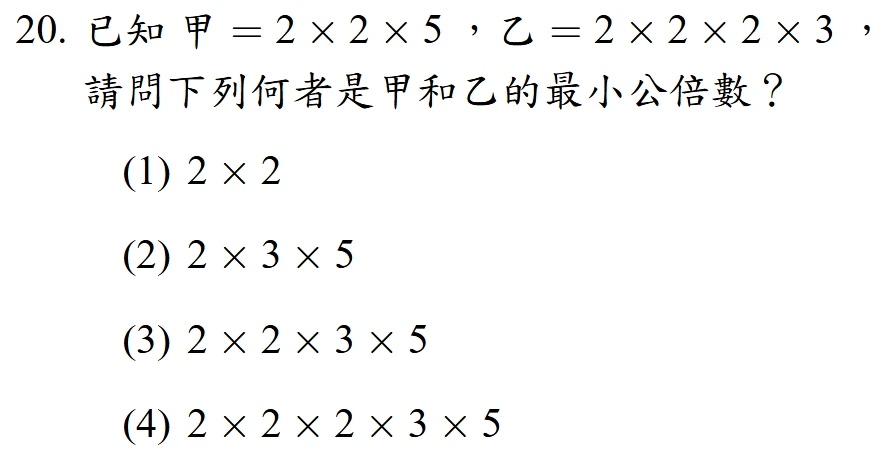 20. 已知 甲 = 2 × 2 × 5 ，乙 = 2 × 2 × 2 × 3 ，
請問下列何者是甲和乙的最小公倍數？
(1) 2 × 2
(2) 2 × 3 × 5
(3) 2 × 2 × 3 × 5
(4) 2 × 2 × 2 × 3 × 5